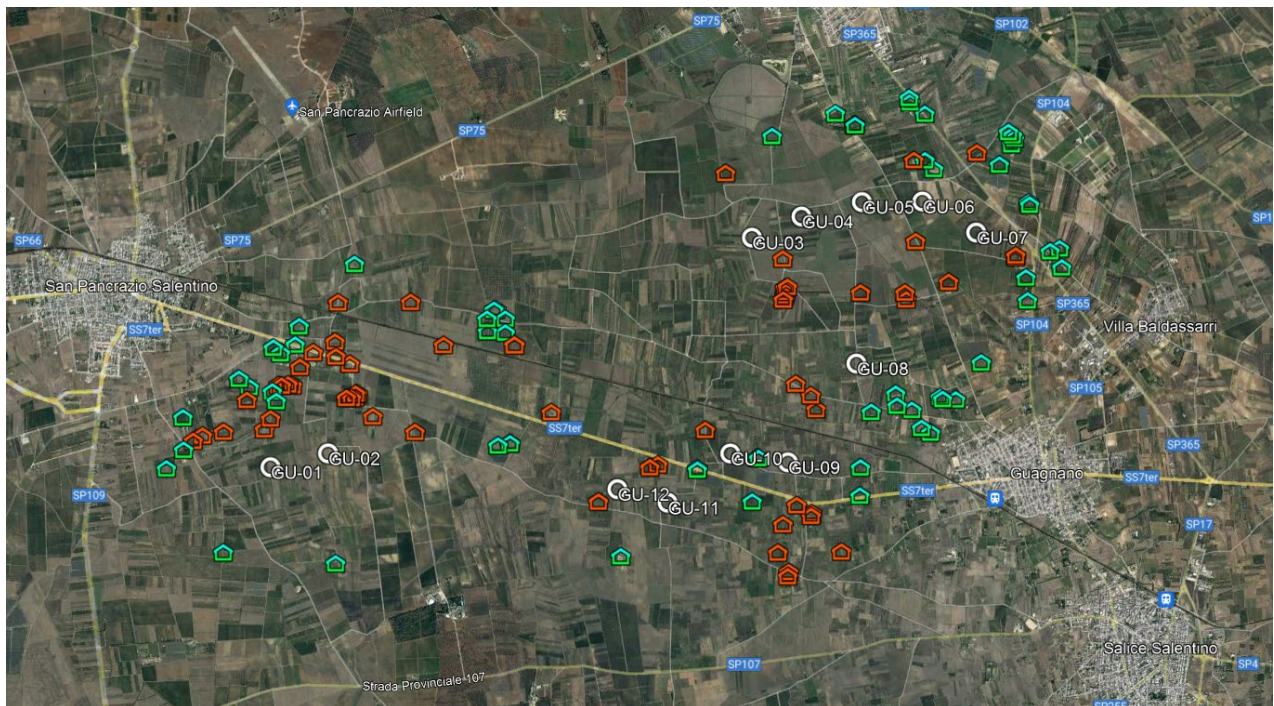 SP75
SP365
SP102
San Pancrazio Airfield
SP104
SP75
GU-05
GU-06
GU-04
GU-07
GU-03
SP1
SP66
SP75
San Pancrazio Salentino
SP365
SP104
Villa Baldassarri
SS7ter
GU-08
SP105
SS7ter
SP365
GU-02
GU-10
GU-09
GU-01
Guagnano
SS7ter
SP109
GU-12
SS7ter
GU-11
SP17
Salice Salentino
SP107
SP4
Strada Provinciale 107
SP255